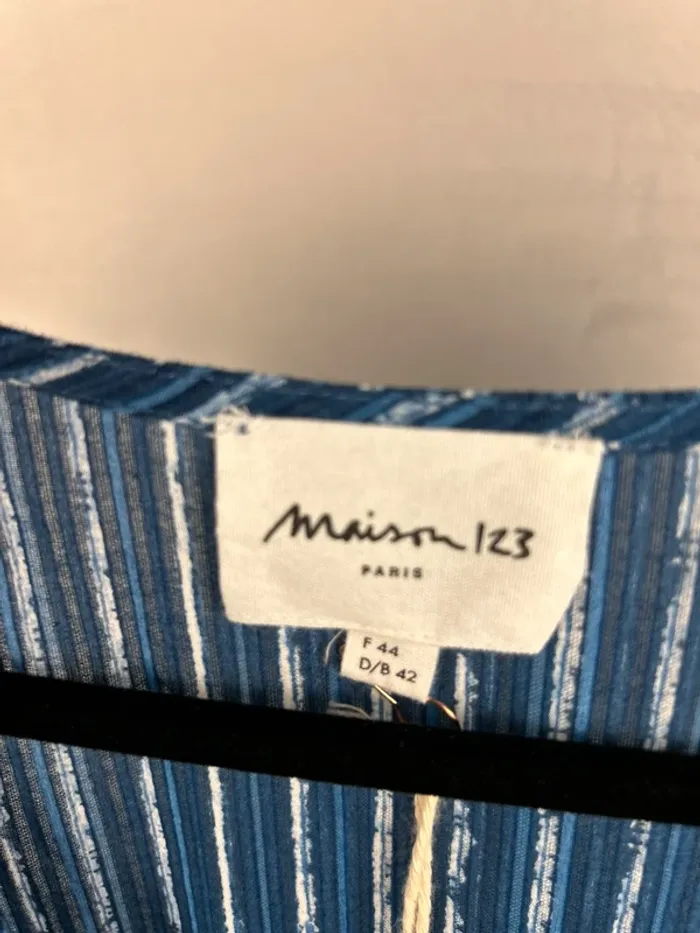 Maison 123
PARIS
F 44
D/B 42